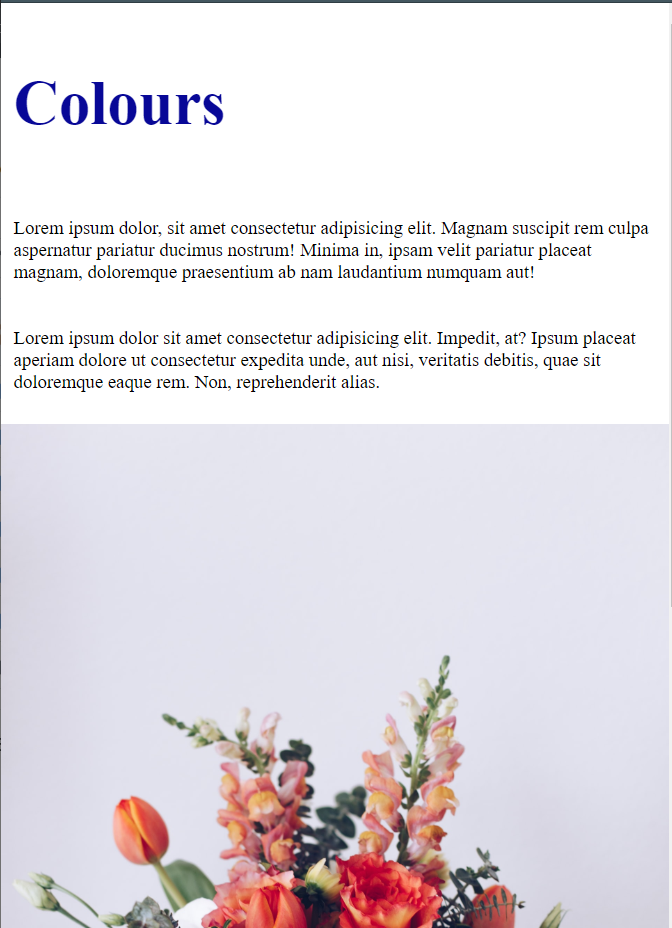 Colours
Lorem ipsum dolor, sit amet consectetur adipisicing elit. Magnam suscipit rem culpa
aspernatur pariatur ducimus nostrum! Minima in, ipsam velit pariatur placeat
magnam, doloremque praesentium ab nam laudantium numquam aut!
Lorem ipsum dolor sit amet consectetur adipisicing elit. Impedit, at? Ipsum placeat
aperiam dolore ut consectetur expedita unde, aut nisi, veritatis debitis, quae sit
doloremque eaque rem. Non, reprehenderit alias.